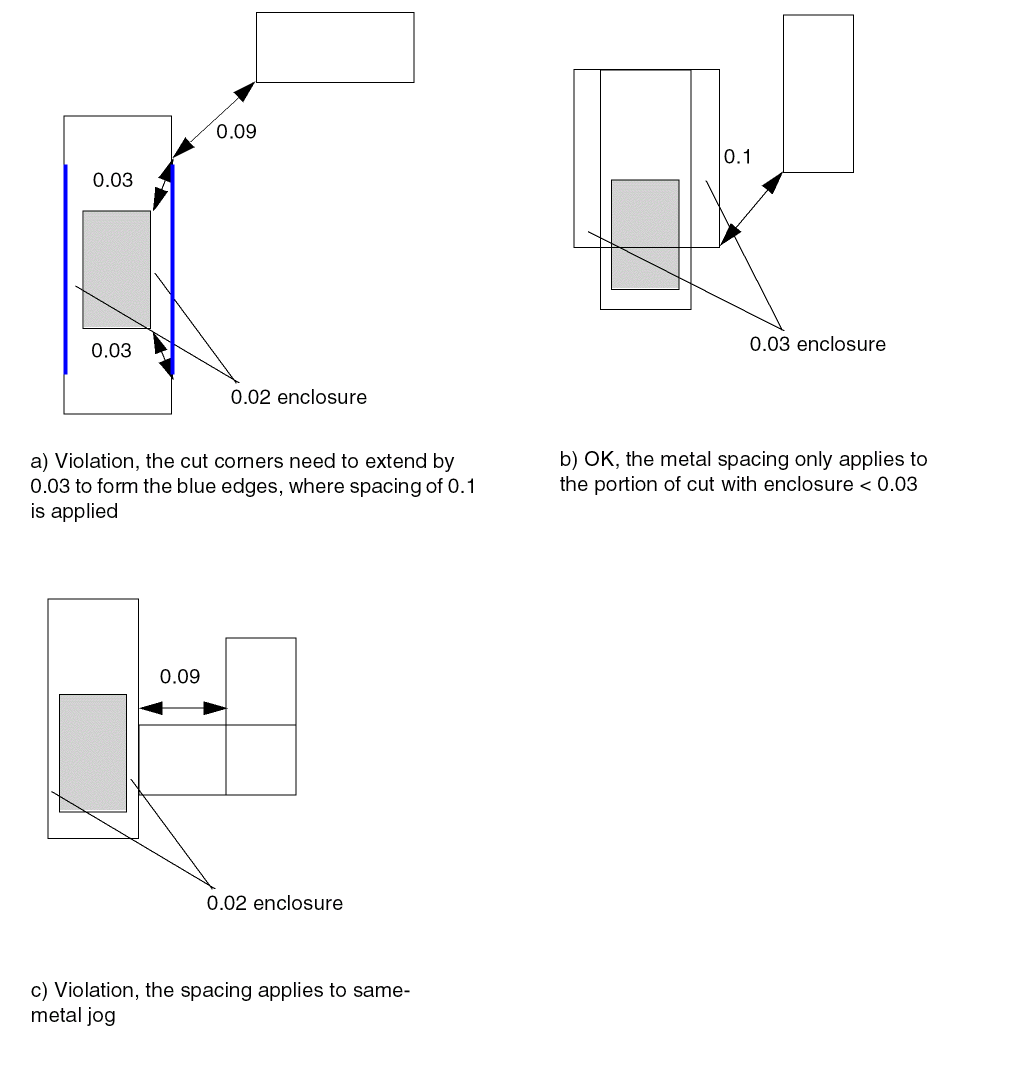 0.09
0.03
0.03
0.02 enclosure
a) Violation, the cut corners need to extend by
0.03 to form the blue edges, where spacing of 0.1
is applied
0.1
0.03 enclosure
b) OK, the metal spacing only applies to
the portion of cut with enclosure < 0.03
0.09
0.02 enclosure
c) Violation, the spacing applies to same-
metal jog